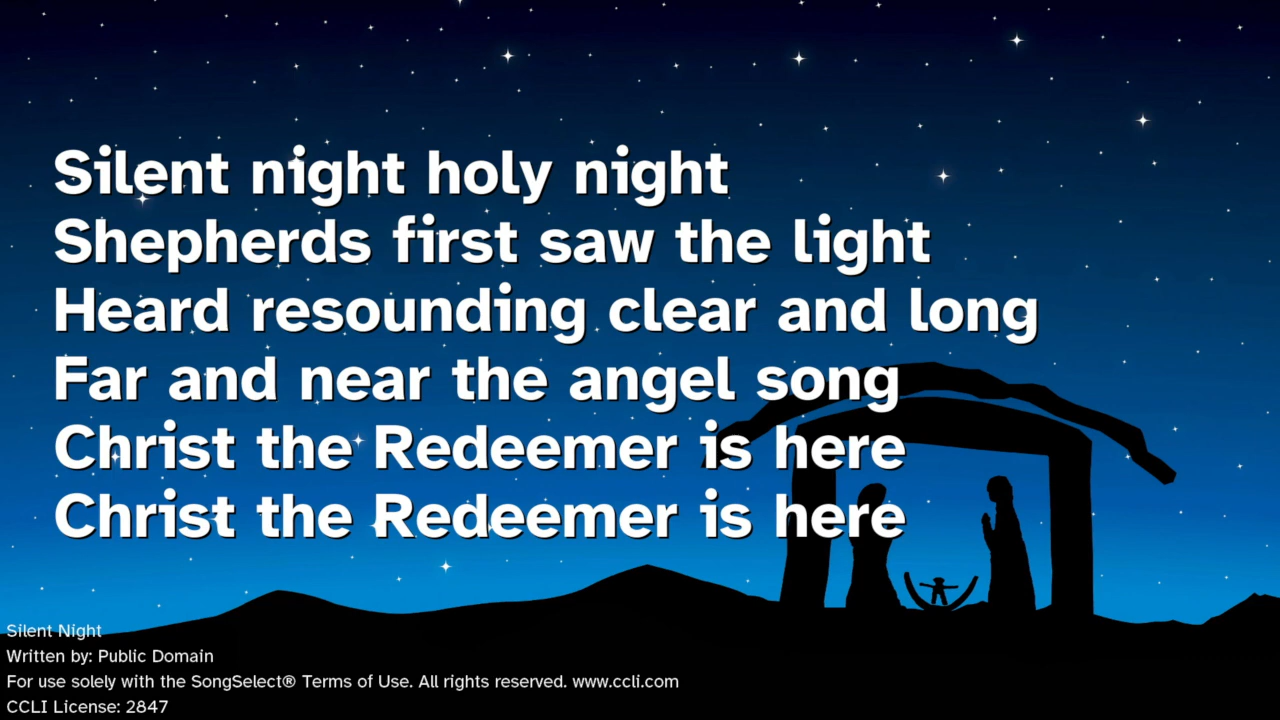 Silent night holy night
Shepherds first saw the light
Heard resounding clear and long
Far and near the angel song
Christ the Redeemer is here
Christ the Redeemer is here
Silent Night
Written by: Public Domain
For use solely with the SongSelect® Terms of Use. All rights reserved. www.ccli.com
CCLI License: 2847